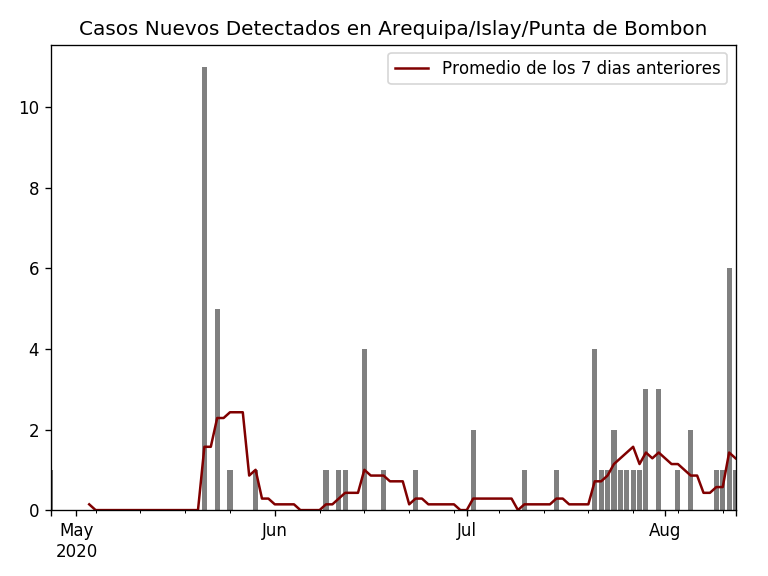 Casos Nuevos Detectados en Arequipa/Islay/Punta de Bombon
Promedio de los 7 dias anteriores
10
8
6
4
2
0
May Jun Jul Aug
2020